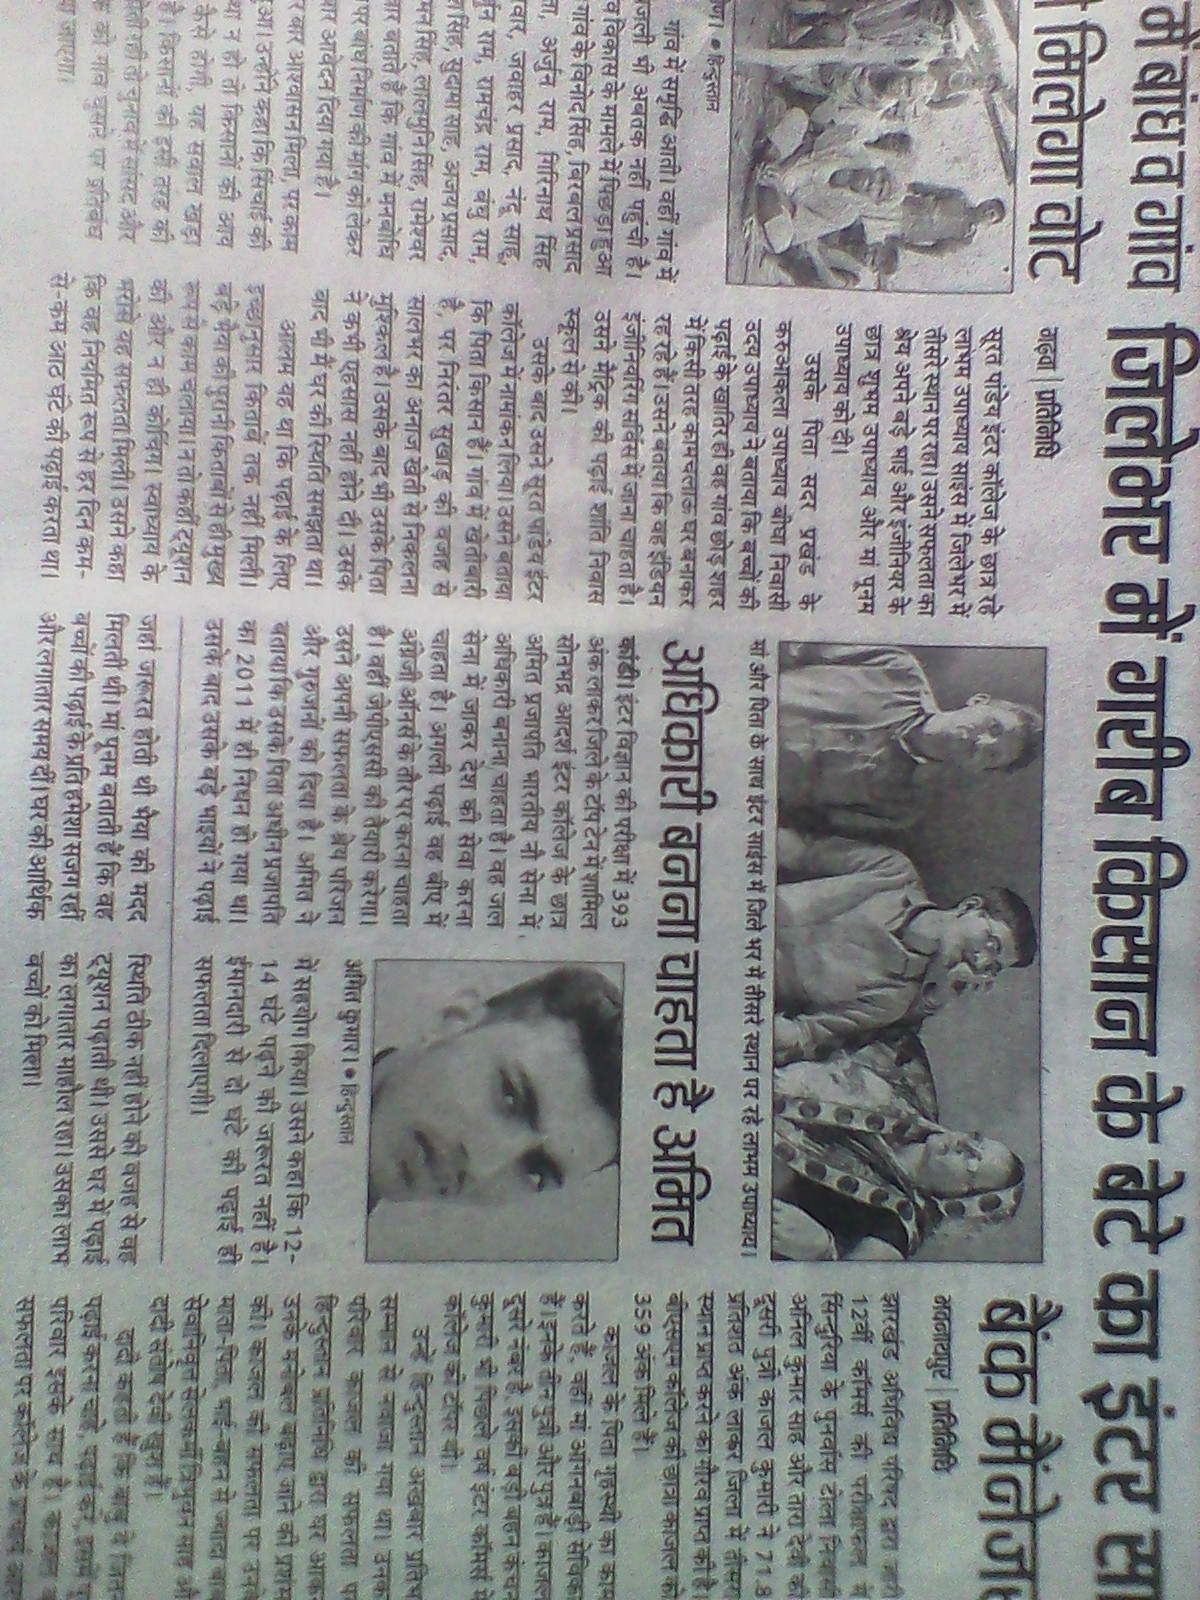 में बांध व गांव
मिलेगा वोट
● हिन्दुस्तान
गांव में समृद्धि आती वहीं गांव में
बिजली भी अबतक नहीं पहुंची है।
विकास के मामले में पिछड़ा हुआ
गांव के विनोद सिंह, बिरबल प्रसाद
अर्जुन राम, गिरिनाथ सिंह
जवाहर प्रसाद, नंदू साहू,
राम, रामचंद्र राम, बंधु राम,
सिंह, सुदामा साह, अजय प्रसाद,
लालमुनि सिंह, रामेश्वर
बताते हैं कि गांव में मनबोधि
पर बांध निर्माण की मांग को लेकर
बार आवेदन दिया गया है।
बार आश्वासन मिला, पर काम
हुआ। उन्होंने कहा कि सिंचाई की
न हो तो किसानों की आय
कैसे होगी, यह सवाल खड़ा
है। किसानों की इसी तरह की
रही तो चुनाव में सांसद और
को गांव घुसने पर प्रतिबंध
जिलेभर में गरीब किसान के बेटे का इंटर सा
गढ़वा | प्रतिनिधि
सूरत पांडेय इंटर कॉलेज के छात्र रहे
लाभम उपाध्याय साइंस में जिलेभर में
तीसरे स्थान पर रहा। उसने सफलता का
श्रेय अपने बड़े भाई और इंजीनियर के
छात्र शुभम उपाध्याय और मां पूनम
उपाध्याय को दी।
उसके पिता सदर प्रखंड के
करुआकला उपाध्याय बीघा निवासी
उदय उपाध्याय ने बताया कि बच्चों की
पढ़ाई के खातिर ही वह गांव छोड़ शहर
में किसी तरह काम चलाऊ घर बनाकर
रह रहे हैं। उसने बताया कि वह इंडियन
इंजीनियरिंग सर्विस में जाना चाहता है।
उसने मैट्रिक की पढ़ाई शांति निवास
स्कूल से की।
उसके बाद उसने सूरत पांडेय इंटर
कॉलेज में नामांकन लिया। उसने बताया
कि पिता किसान हैं। गांव में खेतीबारी
है, पर निरंतर सुखाड़ की वजह से
सालभर का अनाज खेती से निकलना
मुश्किल है। उसके बाद भी उसके पिता
ने कमी एहसास नहीं होने दी। उसके
बाद भी मैं घर की स्थिति समझता था।
आलम यह था कि पढ़ाई के लिए
इच्छानुसार किताबें तक नहीं मिली।
बड़े भैया की पुरानी किताबों से ही मुख्य
रूप से काम चलाया। न तो कहीं ट्यूशन
की और न ही कोचिंग। स्वाध्याय के
भरोसे यह सफलता मिली। उसने कहा
कि वह नियमित रूप से हर दिन कम-
से-कम आठ घंटे की पढ़ाई करता था।
मां और पिता के साथ इंटर साइंस में जिले भर में तीसरे स्थान पर रहे लाभम उपाध्याय।
अधिकारी बनना चाहता है अमित
कांडी। इंटर विज्ञान की परीक्षा में 393
अंक लाकर जिले के टॉपटेन में शामिल
सोनभद्र आदर्श इंटर कॉलेज के छात्र
अमित प्रजापति भारतीय नौ सेना में
अधिकारी बनाना चाहता है। वह जल
सेना में जाकर देश की सेवा करना
चाहता है। अगली पढ़ाई वह बीए में
अंग्रेजी ऑनर्स के तौर पर करना चाहता
है। वहीं जेपीएससी की तैयारी करेगा।
उसने अपनी सफलता के श्रेय परिजन
और गुरुजनों को दिया है। अमित ने
बताया कि उसके पिता अधीन प्रजापति
का 2011 में ही निधन हो गया था।
उसके बाद उसके बड़े भाइयों ने पढ़ाई
अमित कुमार। ● हिन्दुस्तान
में सहयोग किया। उसने कहा कि 12-
14 घंटे पढ़ने की जरूरत नहीं है।
ईमानदारी से दो घंटे की पढ़ाई ही
सफलता दिलाएगी।
जहां जरूरत होती थी भैया की मदद
मिलती थी। मां पूनम बताती हैं कि वह
बच्चों की पढ़ाई के प्रति हमेशा सजग रही
और लगातार समय दी। घर की आर्थिक
स्थिति ठीक नहीं होने की वजह से वह
ट्यूशन पढ़ाती थी। उससे घर में पढ़ाई
का लगातार माहौल रहा। उसका लाभ
बच्चों को मिला।
बैंक मैनेजर
प्रतिनिधि
झारखंड अधिविद्य परिषद द्वारा जारी
12वीं कॉमर्स की परीक्षाफल में
सिन्दुरिया के पुनर्वास टोला निवासी
अनिल कुमार साह और तारा देवी की
दूसरी पुत्री काजल कुमारी ने 71.8
प्रतिशत अंक लाकर जिला में तीसरा
स्थान प्राप्त करने का गौरव प्राप्त की है।
बीएसएम कॉलेज की छात्रा काजल को
359 अंक मिले हैं।
काजल के पिता गृहस्थी का काम
करते हैं, वहीं मां आंगनबाड़ी सेविका
हैं। इनके तीन पुत्री और पुत्र हैं। काजल
दूसरे नंबर है। इसकी बड़ी बहन कंचन
कुमारी भी पिछले वर्ष इंटर कॉमर्स में
कॉलेज की टॉपर थी।
उन्हें हिन्दुस्तान अखबार प्रतिभा
सम्मान से नवाजा गया था। उनका
परिवार काजल की सफलता पर
हिन्दुस्तान प्रतिनिधि द्वारा घर आकर
उनके मनोबल बढ़ाए जाने की प्रशंसा
की। काजल की सफलता पर उनके
माता-पिता, भाई-बहन से ज्यादा बाबा
सेवानिवृत्त सेलकर्मी त्रिभुवन साह और
दादी संतोष देवी खुश हैं।
दादी कहती हैं कि बाबू के जितना
पढ़ाई करना चाहे, पढ़ाई करे, हमारे पूरा
परिवार इसके साथ है। काजल की
सफलता पर कॉलेज के प्राचार्य